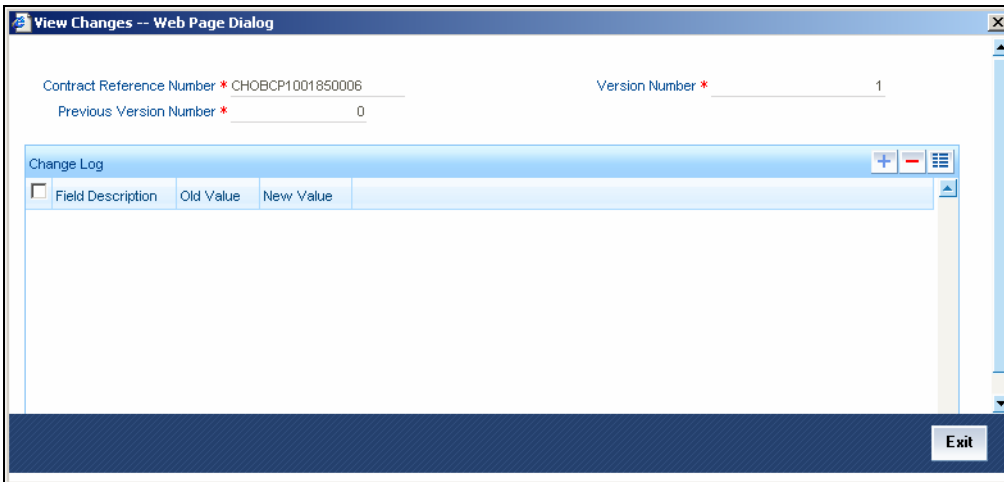 View Changes -- Web Page Dialog
Contract Reference Number * CHOBCP1001850006 Version Number * 1
Previous Version Number * 0
Change Log
Field Description Old Value New Value
Exit